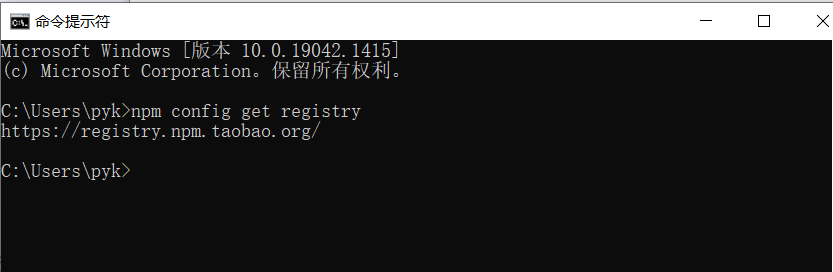 命令提示符
Microsoft Windows [版本 10.0.19042.1415]
(c) Microsoft Corporation。保留所有权利。
C:\Users\pyk>npm config get registry
https://registry.npm.taobao.org/
C:\Users\pyk>